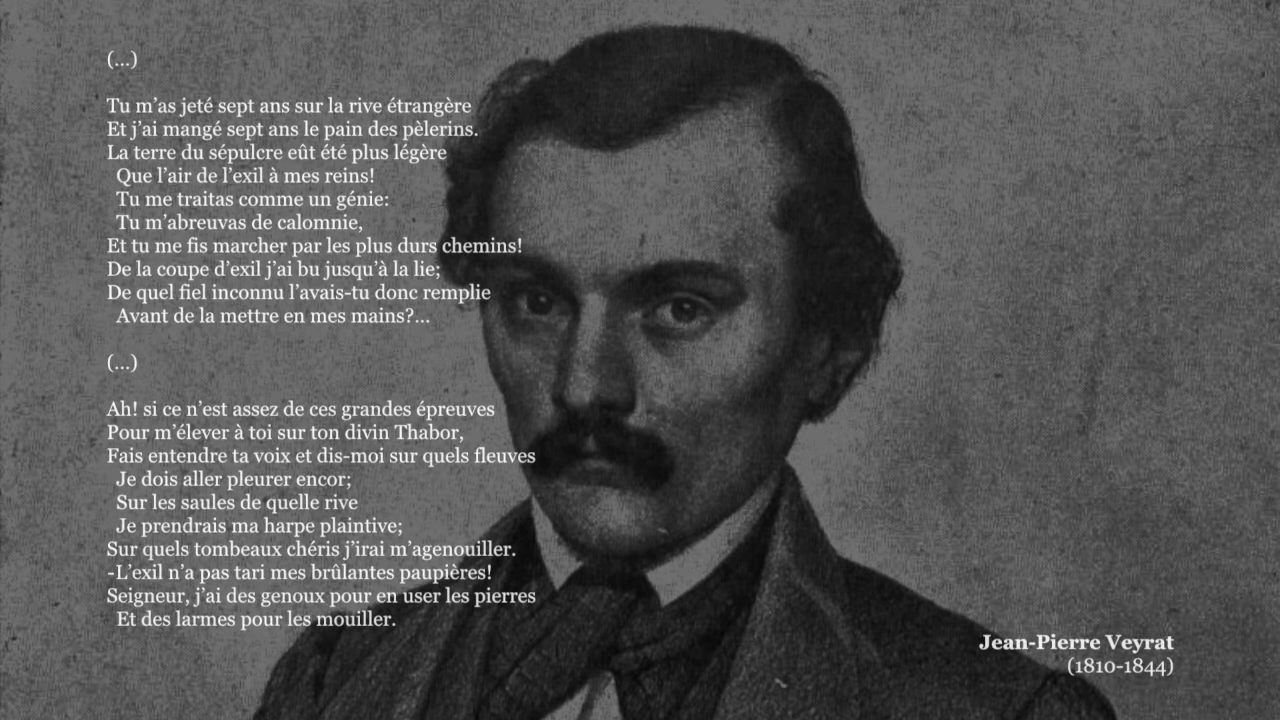 (...)
Tu m'as jeté sept ans sur la rive étrangère
Et j'ai mangé sept ans le pain des pèlerins.
La terre du sépulcre eût été plus légère
Que l'air de l'exil à mes reins!
Tu me traitas comme un génie:
Tu m'abreuvas de calomnie,
Et tu me fis marcher par les plus durs chemins!
De la coupe d'exil j'ai bu jusqu'à la lie;
De quel fiel inconnu l'avais-tu donc remplie
Avant de la mettre en mes mains?...
(...)
Ah! si ce n'est assez de ces grandes épreuves
Pour m'élever à toi sur ton divin Thabor,
Fais entendre ta voix et dis-moi sur quels fleuves
Je dois aller pleurer encor;
Sur les saules de quelle rive
Je prendrais ma harpe plaintive;
Sur quels tombeaux chéris j'irai m'agenouiller.
-L'exil n'a pas tari mes brûlantes paupières!
Seigneur, j'ai des genoux pour en user les pierres
Et des larmes pour les mouiller.
Jean-Pierre Veyrat
(1810-1844)